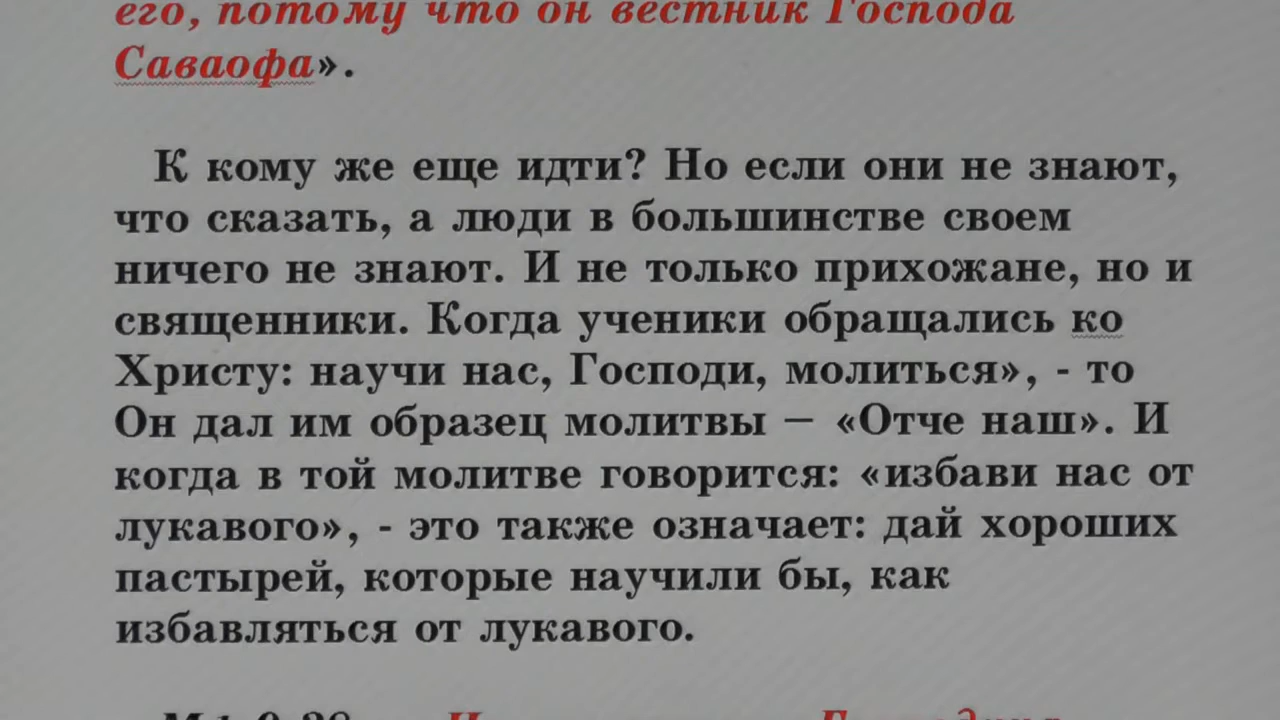 его, потому что он вестник Господа
Саваофа».
К кому же еще идти? Но если они не знают,
что сказать, а люди в большинстве своем
ничего не знают. И не только прихожане, но и
священники. Когда ученики обращались ко
Христу: научи нас, Господи, молиться», - то
Он дал им образец молитвы – «Отче наш». И
когда в той молитве говорится: «избави нас от
лукавого», - это также означает: дай хороших
пастырей, которые научили бы, как
избавляться от лукавого.